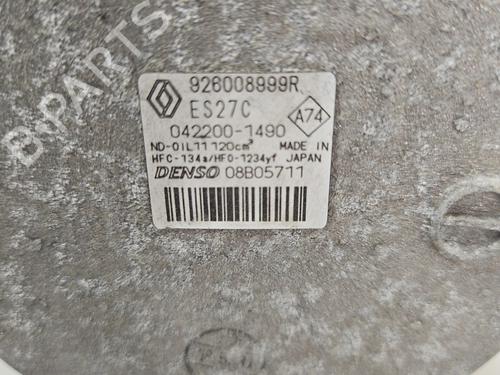 B-PARTS
926008999R
ES27C
A74
042200-1490
ND-OIL11 120cm³ MADE IN
HFC-134a/HFO-1234yf JAPAN
DENSO 08B05711